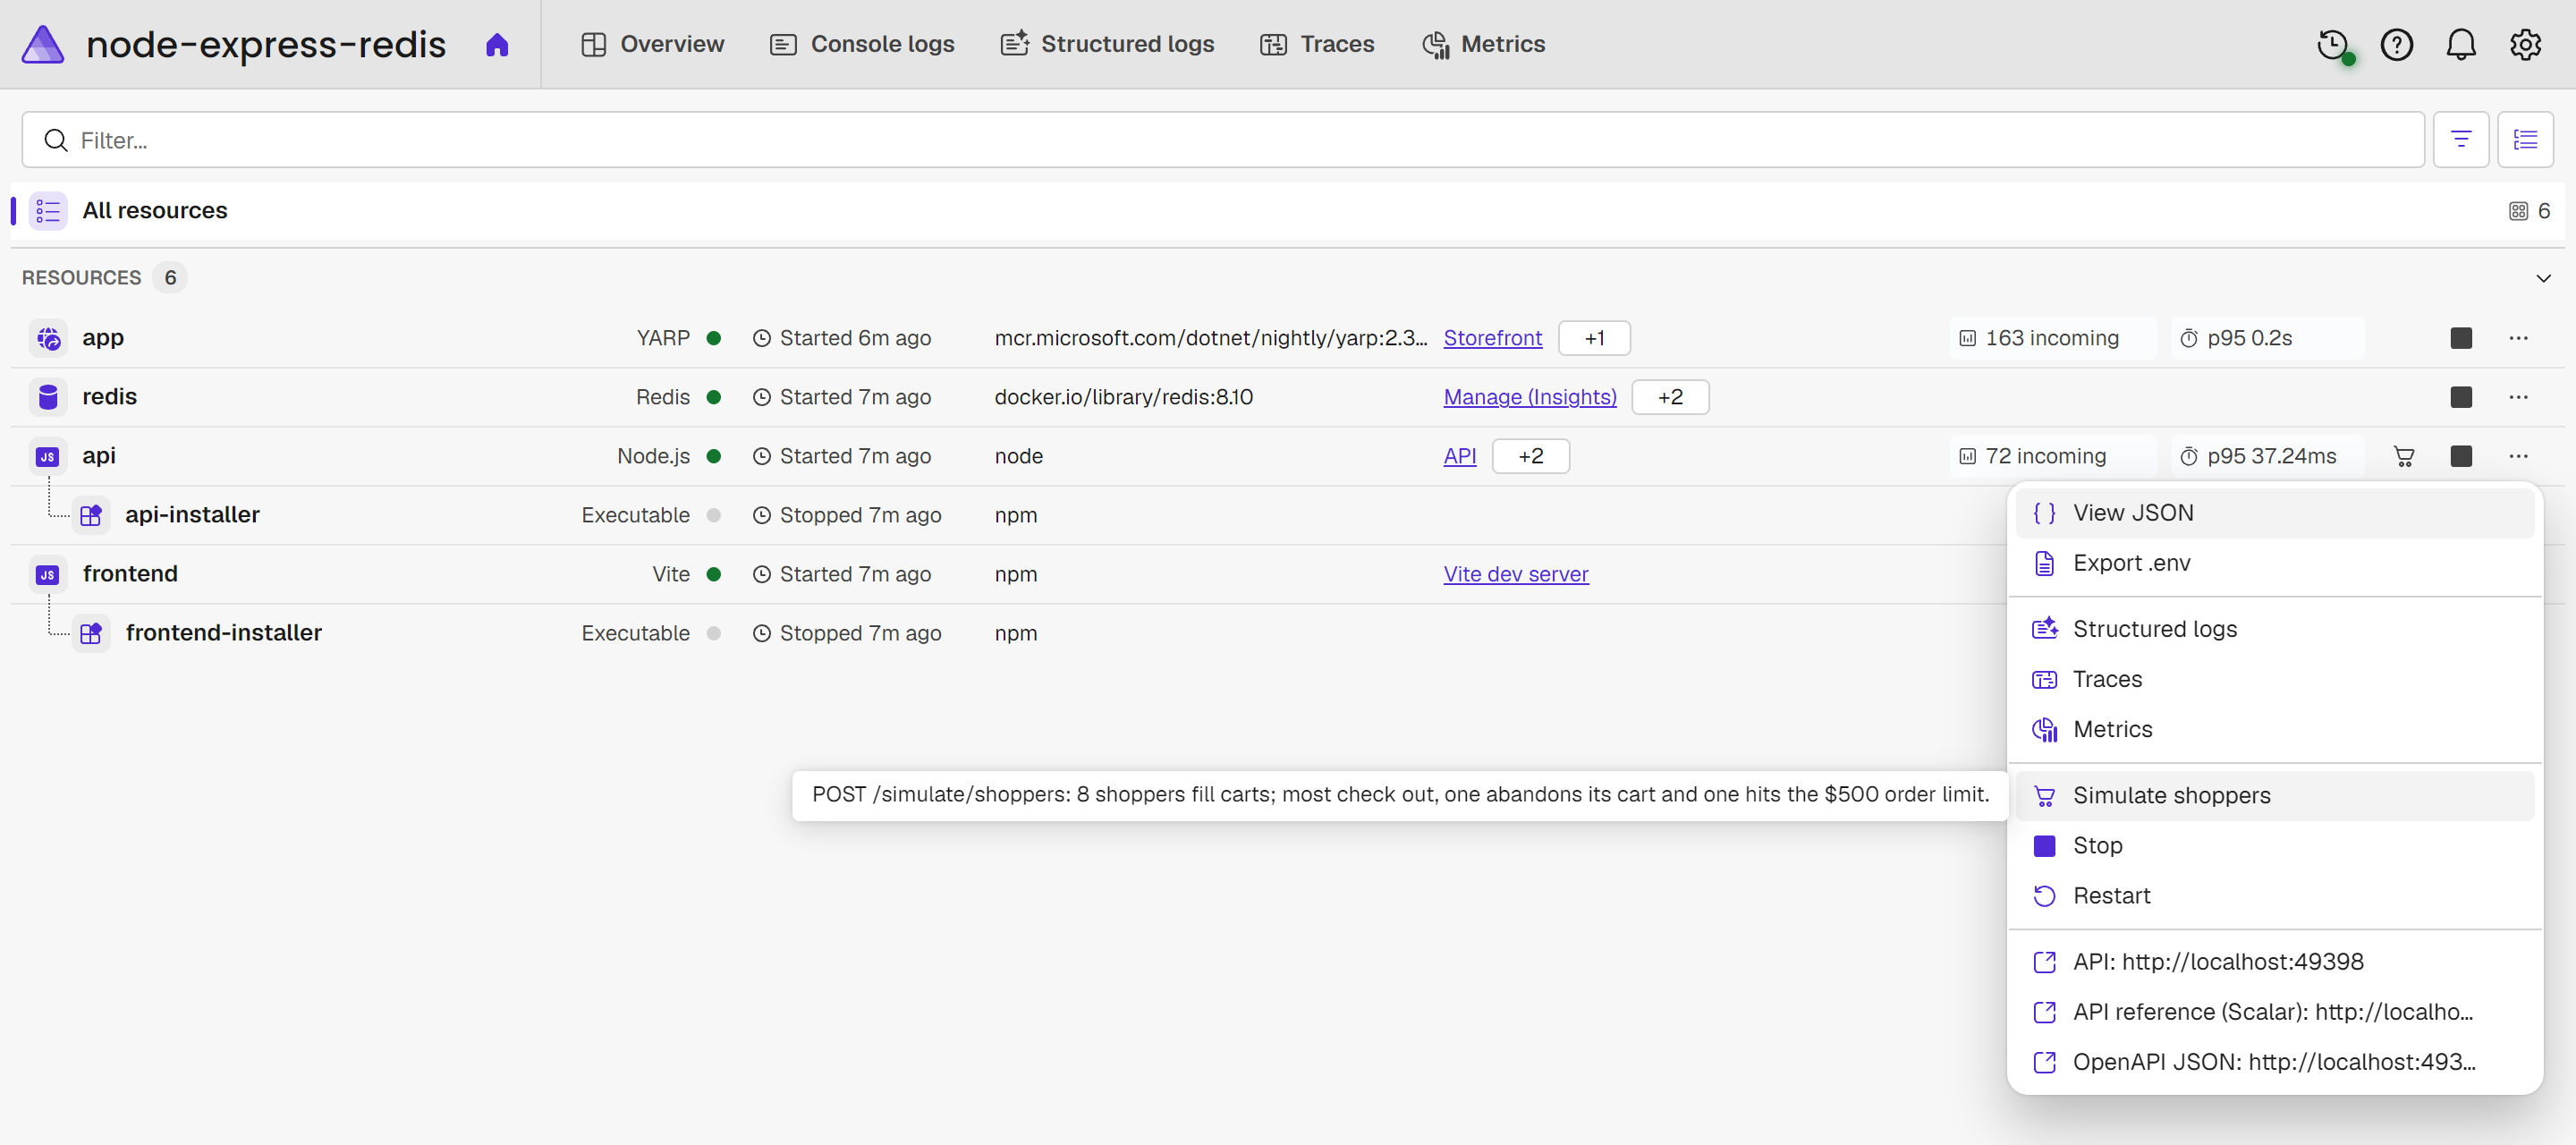 node-express-redis Overview Console logs Structured logs Traces Metrics
Filter...
All resources 6
RESOURCES 6
app YARP Started 6m ago mcr.microsoft.com/dotnet/nightly/yarp:2.3... Storefront +1 163 incoming p95 0.2s
redis Redis Started 7m ago docker.io/library/redis:8.10 Manage (Insights) +2
JS api Node.js Started 7m ago node API +2 72 incoming p95 37.24ms
api-installer Executable Stopped 7m ago npm
JS frontend Vite Started 7m ago npm Vite dev server
frontend-installer Executable Stopped 7m ago npm
View JSON
Export .env
Structured logs
Traces
Metrics
POST /simulate/shoppers: 8 shoppers fill carts; most check out, one abandons its cart and one hits the $500 order limit.
Simulate shoppers
Stop
Restart
API: http://localhost:49398
API reference (Scalar): http://localho...
OpenAPI JSON: http://localhost:493...